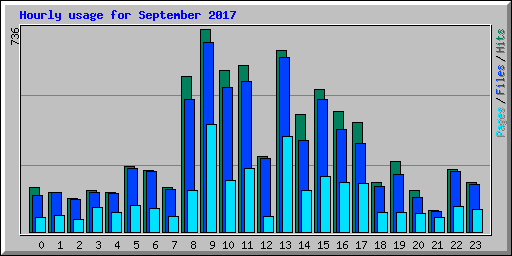 Hourly usage for September 2017
736
Pages/Files/Hits
0 1 2 3 4 5 6 7 8 9 10 11 12 13 14 15 16 17 18 19 20 21 22 23